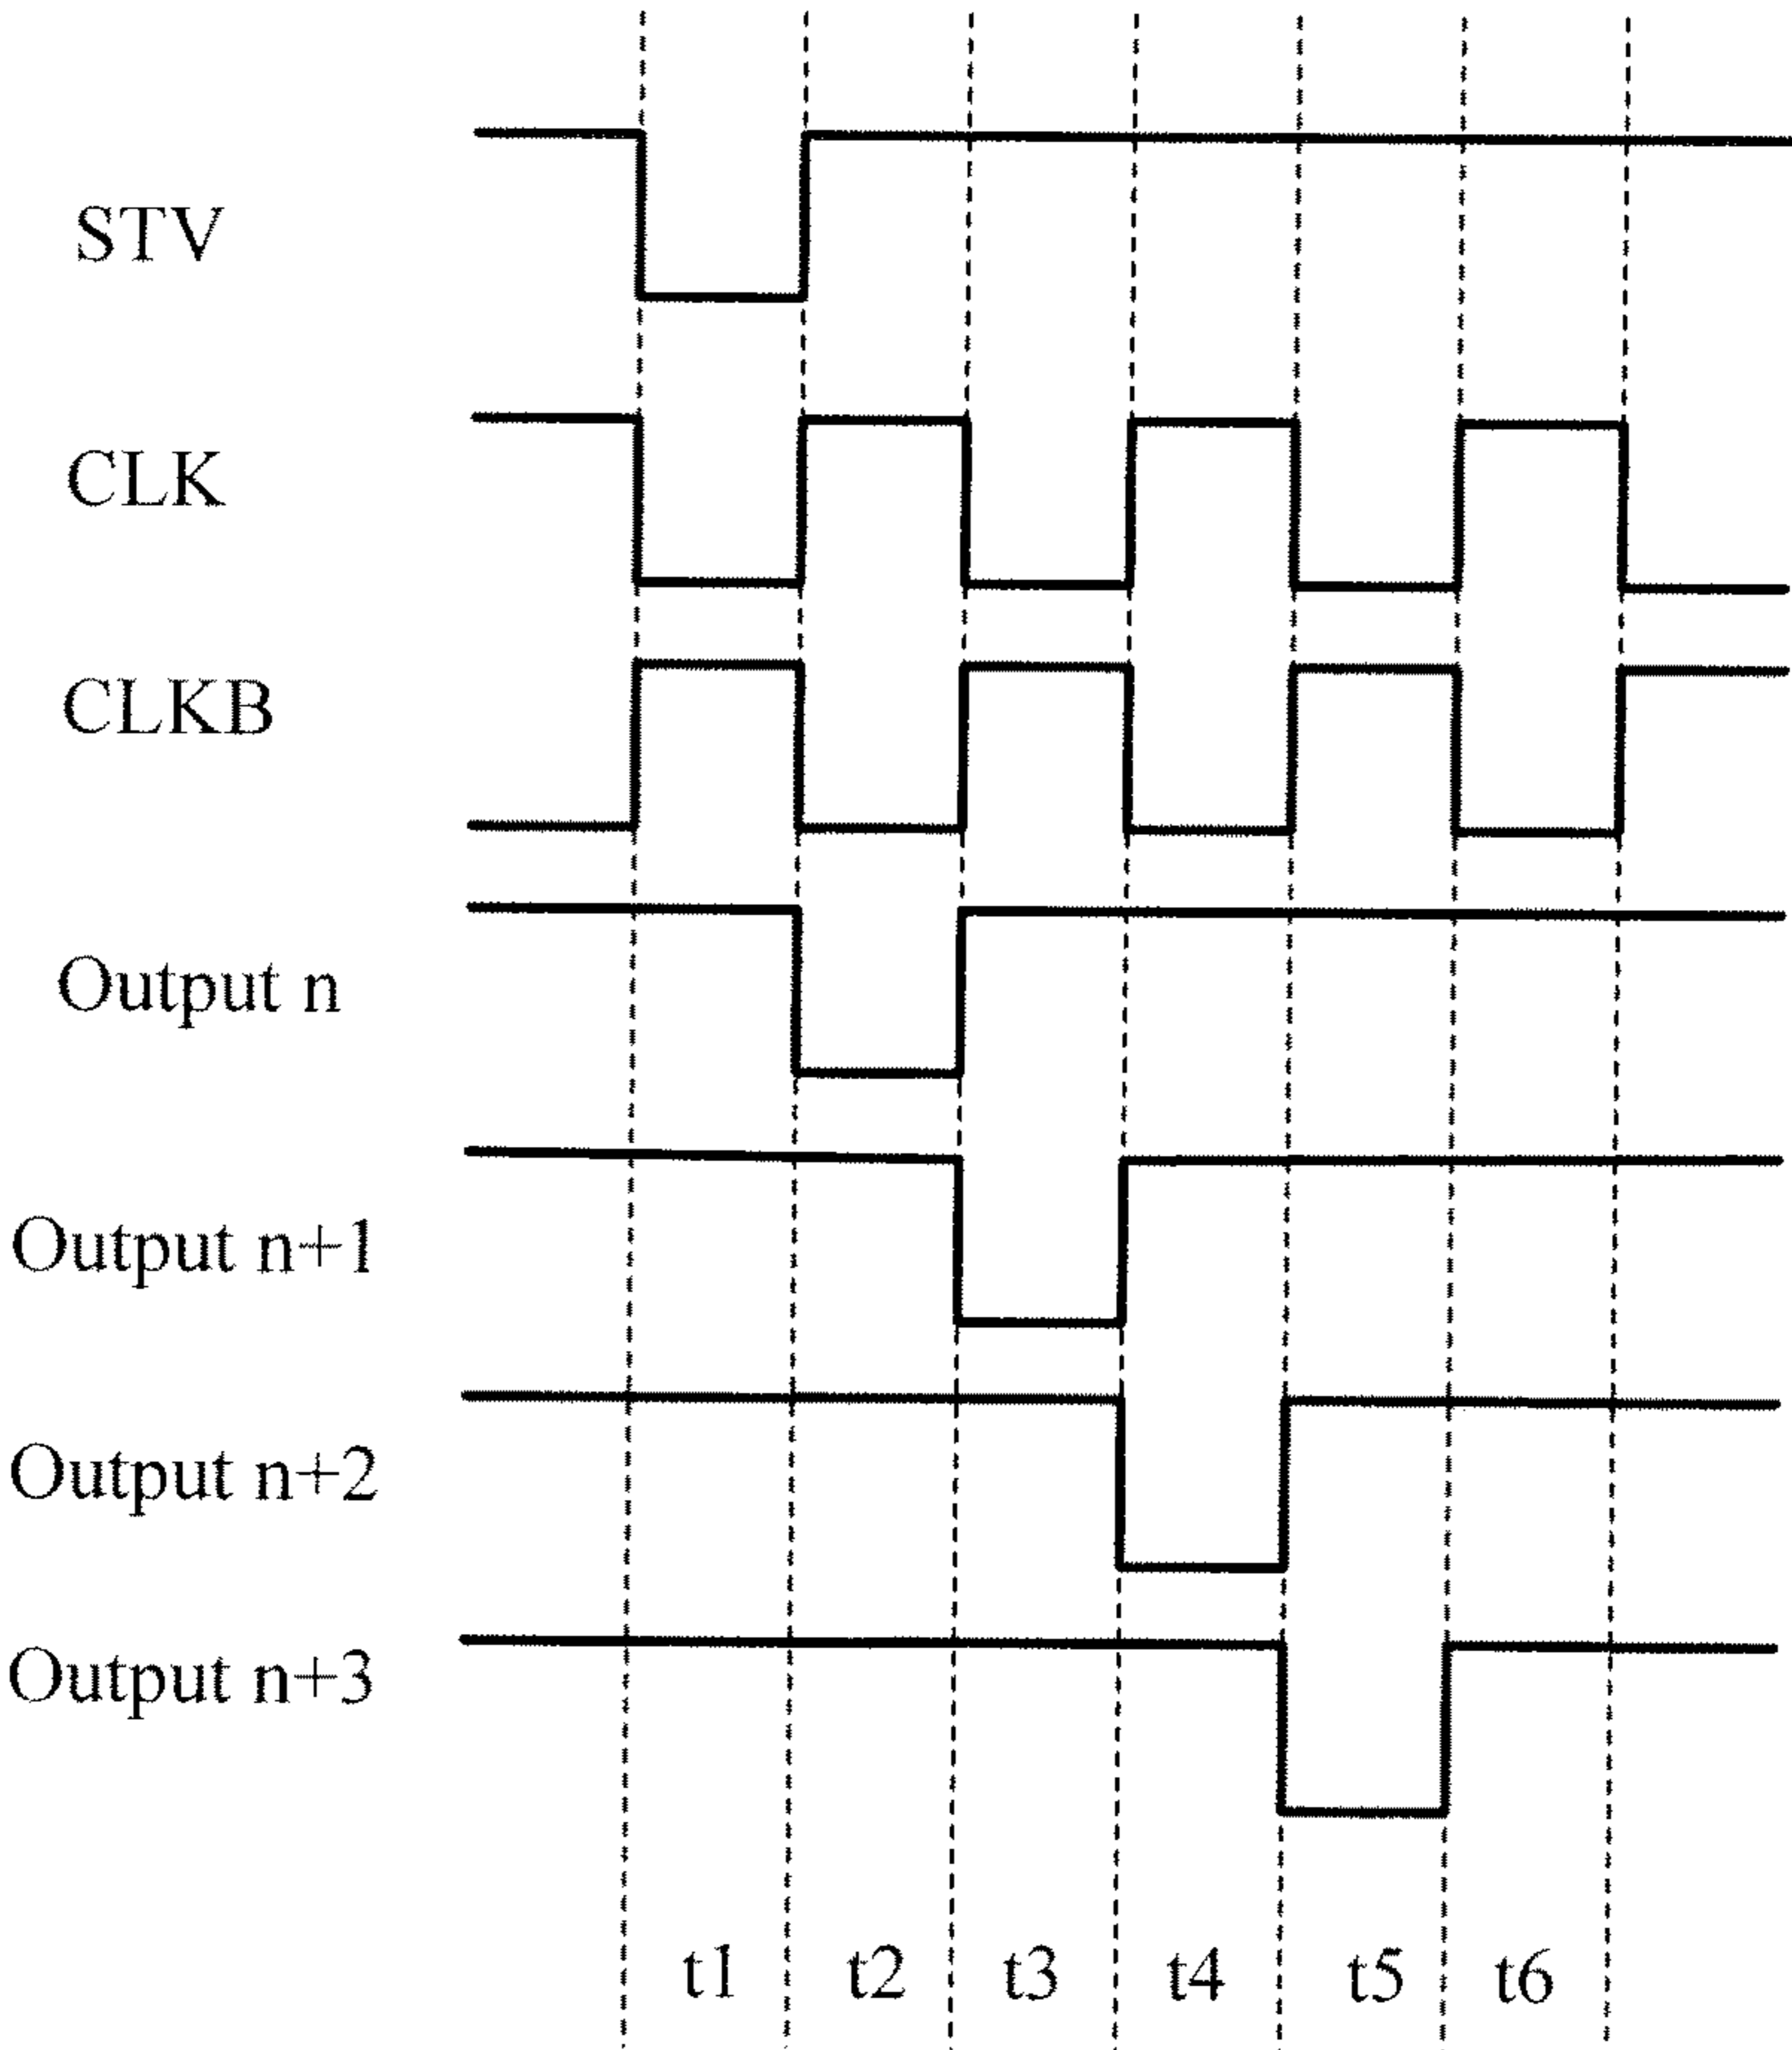 STV
CLK
CLKB
Output n
Output n+1
Output n+2
Output n+3
t1 t2 t3 t4 t5 t6